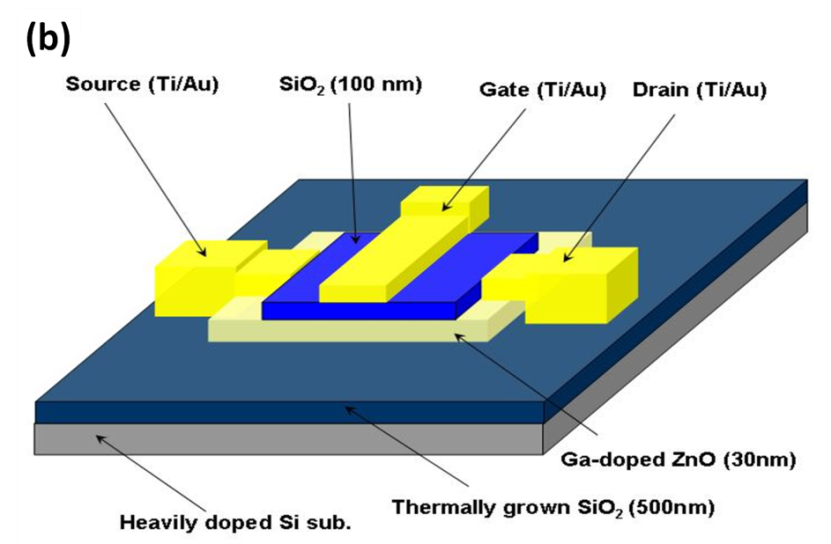 (b)
Source (Ti/Au)
SiO₂ (100 nm)
Gate (Ti/Au)
Drain (Ti/Au)
Ga-doped ZnO (30nm)
Thermally grown SiO₂ (500nm)
Heavily doped Si sub.